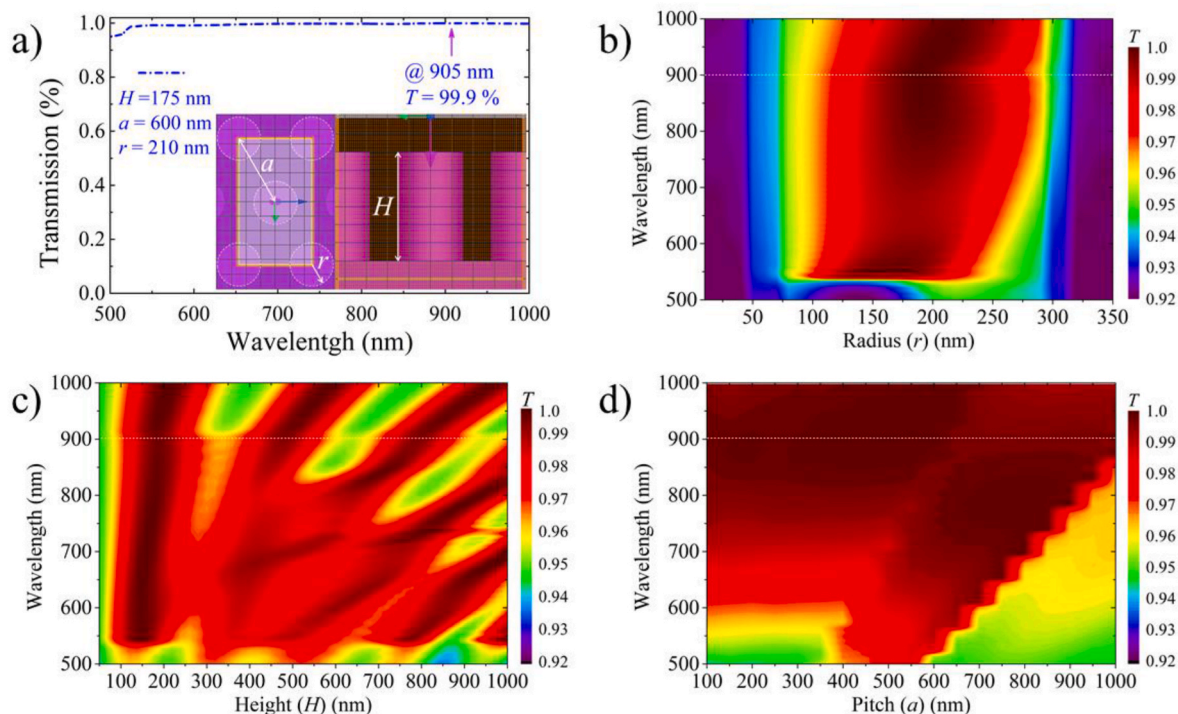 a)
Transmission (%)
1.0
0.8
0.6
0.4
0.2
0.0
500 600 700 800 900 1000
Wavelentgh (nm)
H =175 nm
a = 600 nm
r = 210 nm
@ 905 nm
T = 99.9 %
a
r
H
b)
Wavelength (nm)
1000
900
800
700
600
500
50 100 150 200 250 300 350
Radius (r) (nm)
T
1.0
0.99
0.98
0.97
0.96
0.95
0.94
0.93
0.92
c)
Wavelength (nm)
1000
900
800
700
600
500
100 200 300 400 500 600 700 800 900 1000
Height (H) (nm)
T
1.0
0.99
0.98
0.97
0.96
0.95
0.94
0.93
0.92
d)
Wavelength (nm)
1000
900
800
700
600
500
100 200 300 400 500 600 700 800 900 1000
Pitch (a) (nm)
T
1.0
0.99
0.98
0.97
0.96
0.95
0.94
0.93
0.92